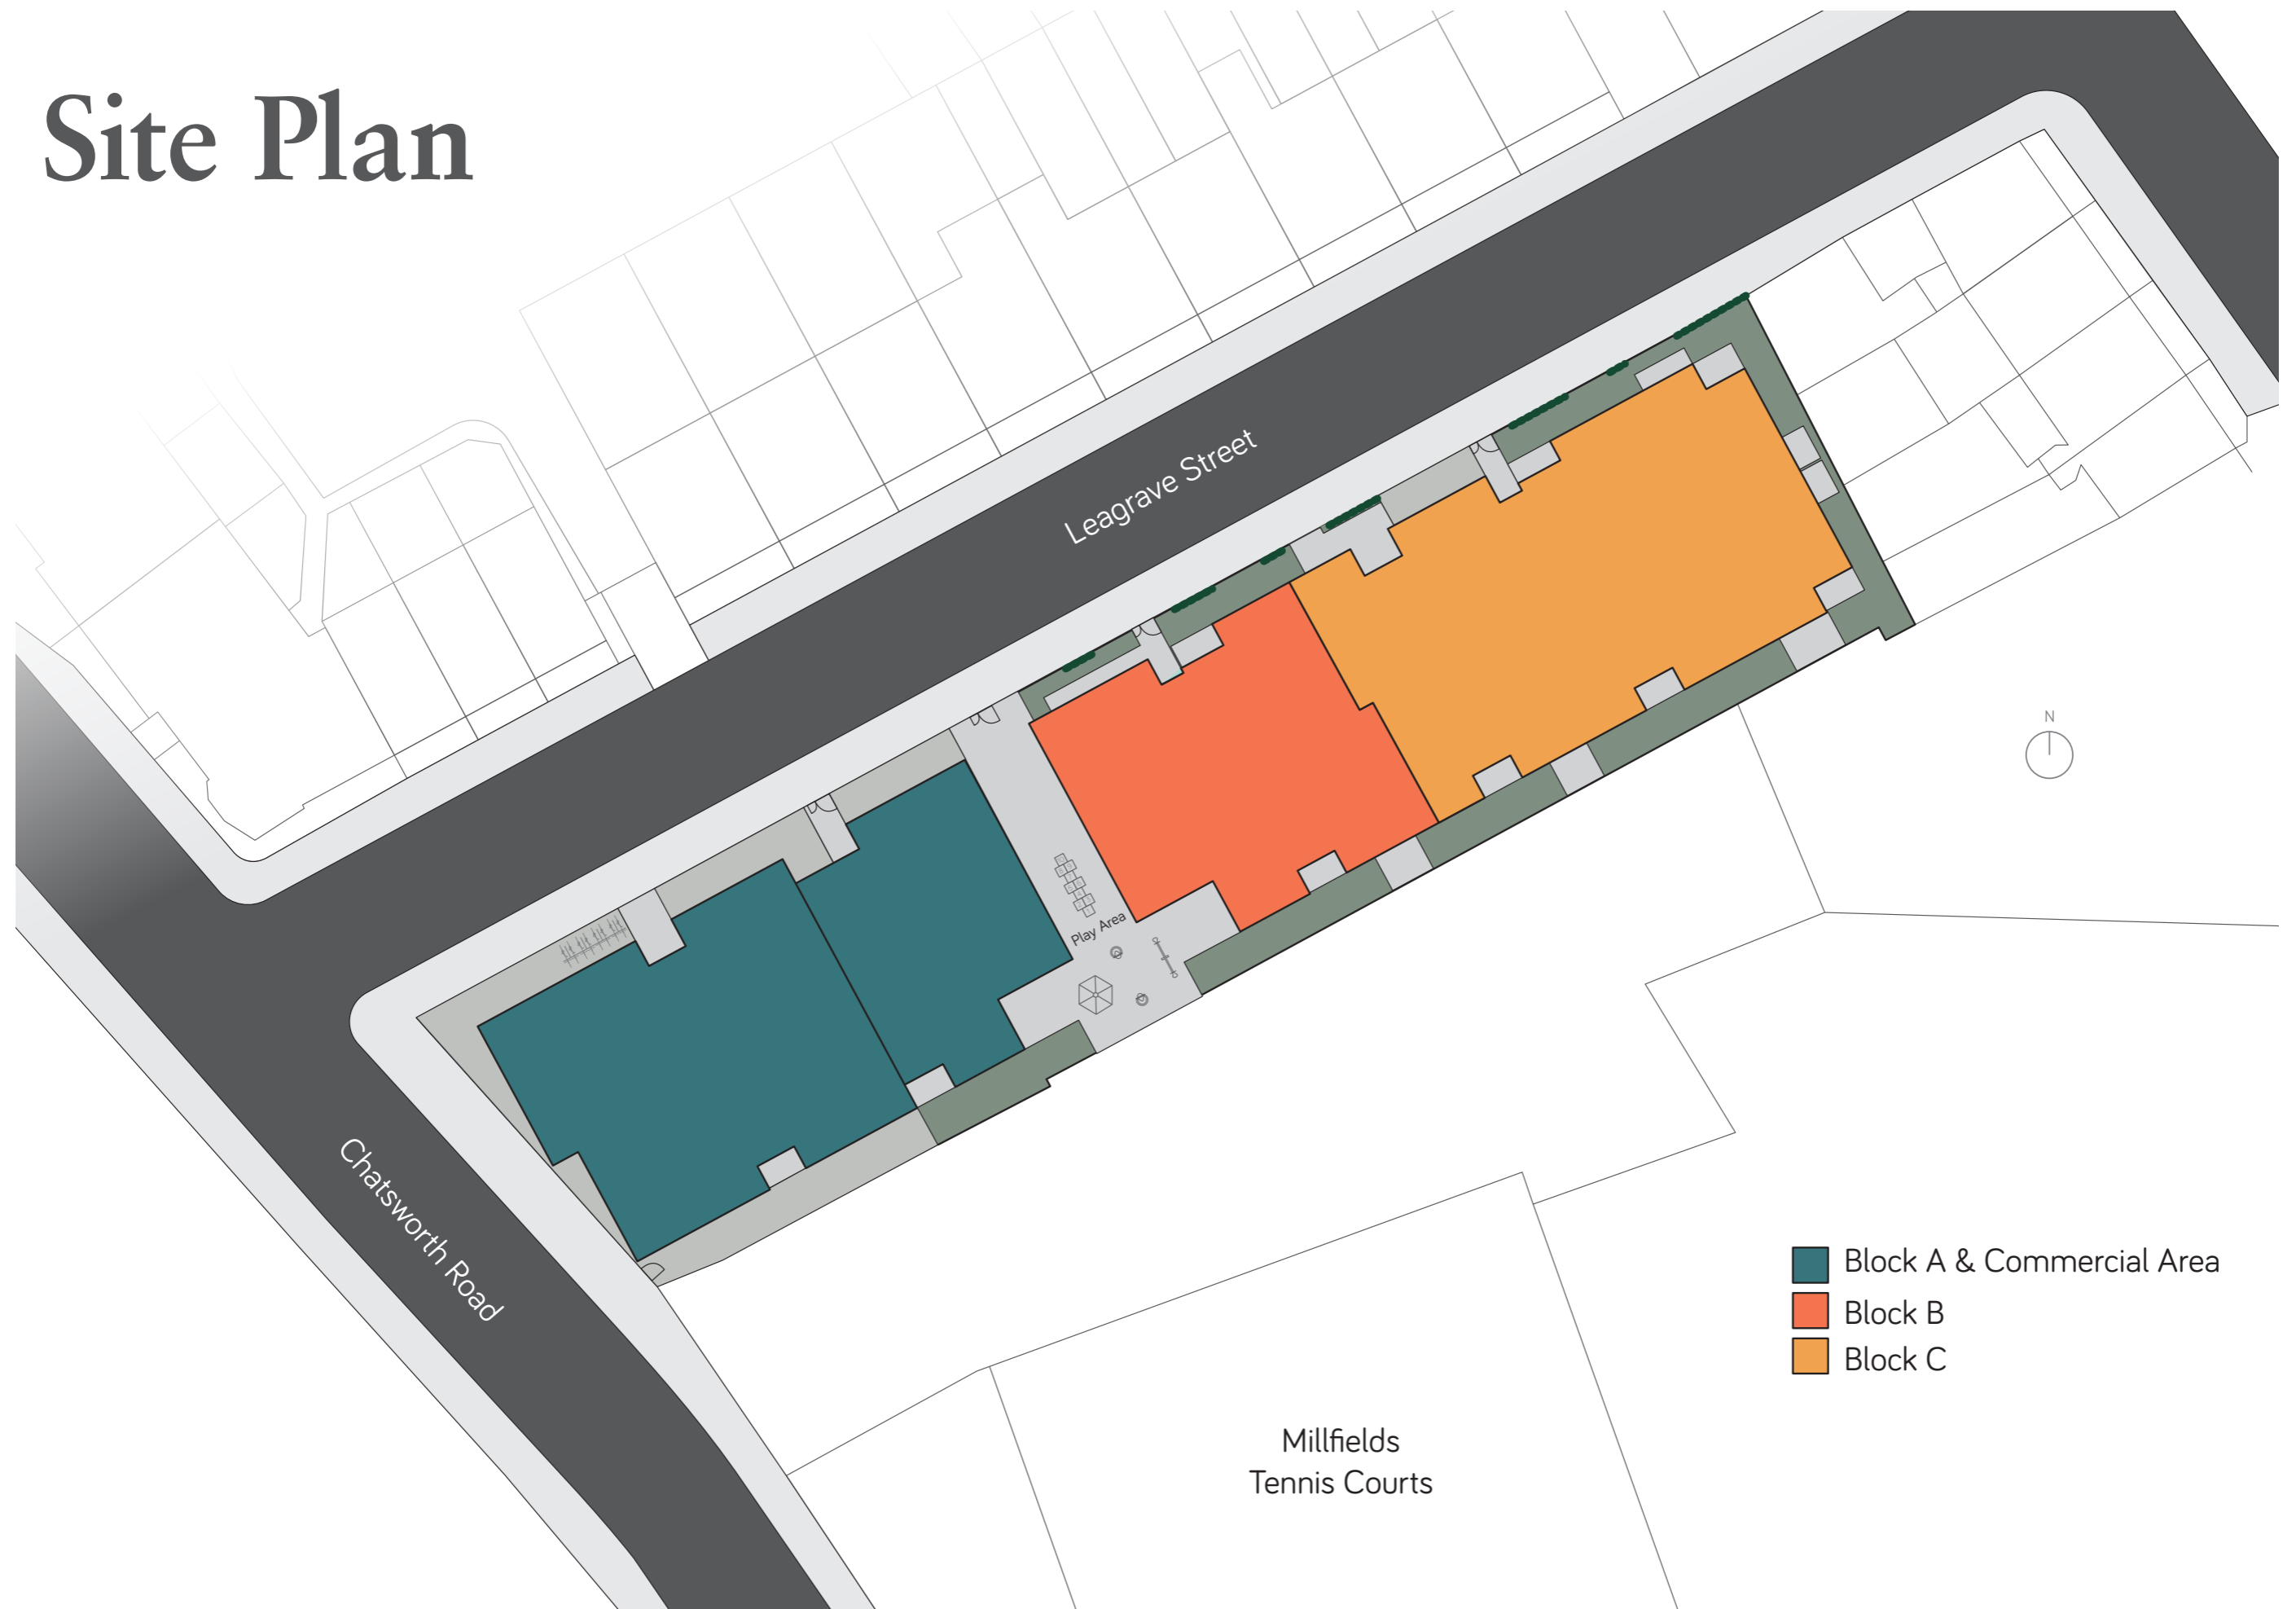 Site Plan
Leagrave Street
N
Play Area
Chatsworth Road
Block A & Commercial Area
Block B
Block C
Millfields
Tennis Courts